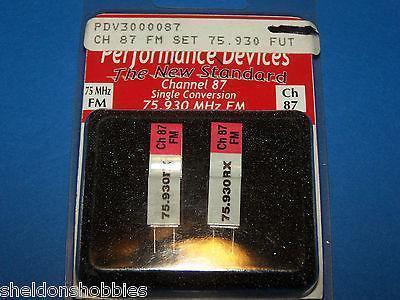 PDV3000087
CH 87 FM SET 75.930 FUT
Performance Devices
The New Standard
Channel 87
Single Conversion
75.930 MHz FM
75 MHz
FM
Ch
87
Ch 87
FM
75.930RX
Ch 87
FM
75.930RX
sheldonshobbies